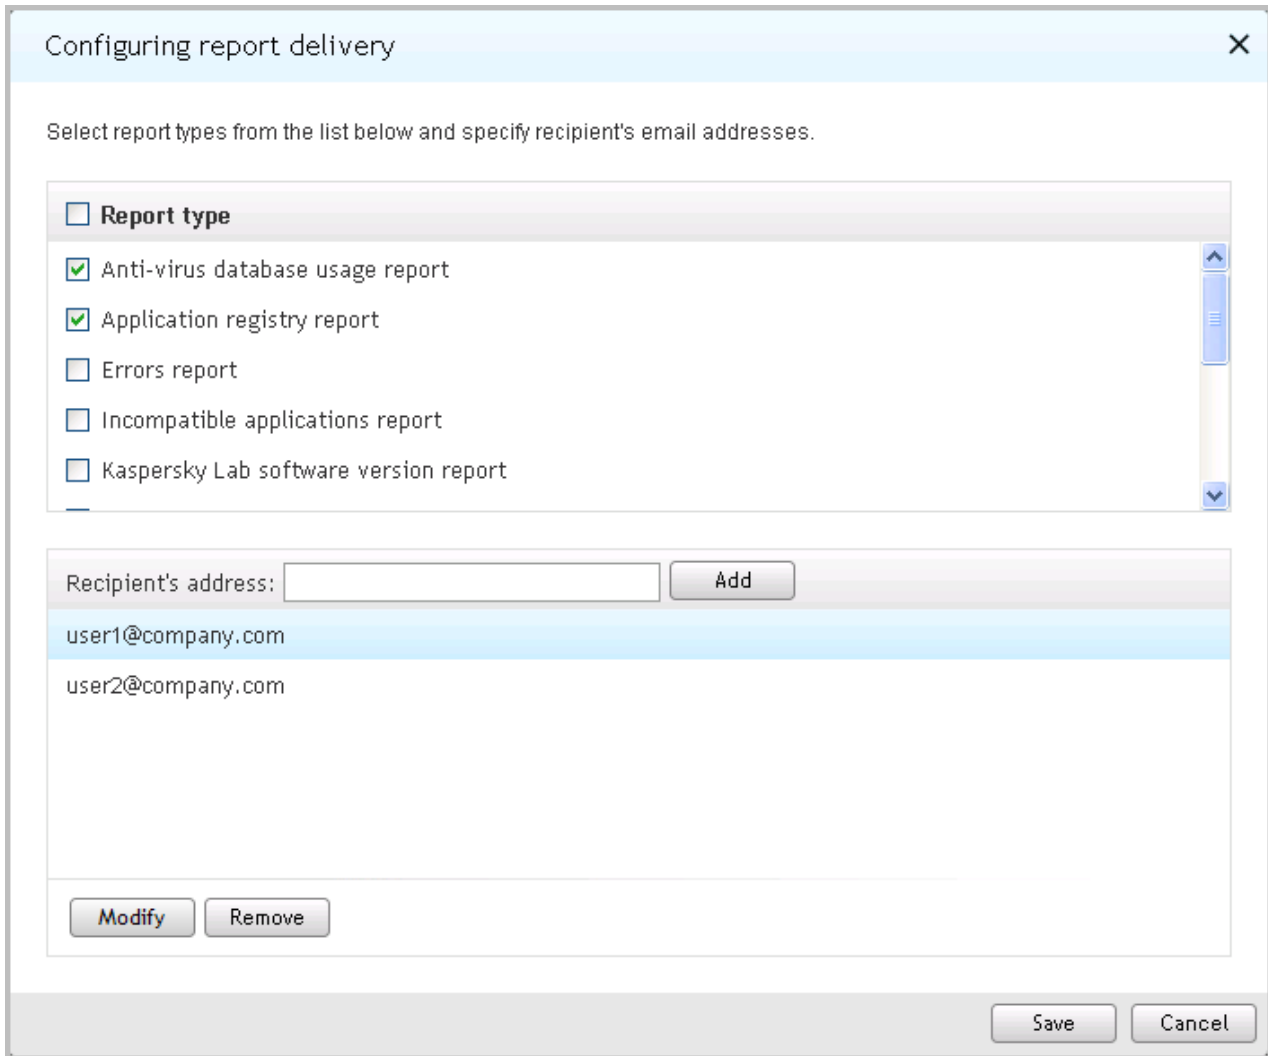 Configuring report delivery
Select report types from the list below and specify recipient's email addresses.
Report type
Anti-virus database usage report
Application registry report
Errors report
Incompatible applications report
Kaspersky Lab software version report
Recipient's address: Add
user1@company.com
user2@company.com
Modify Remove
Save Cancel